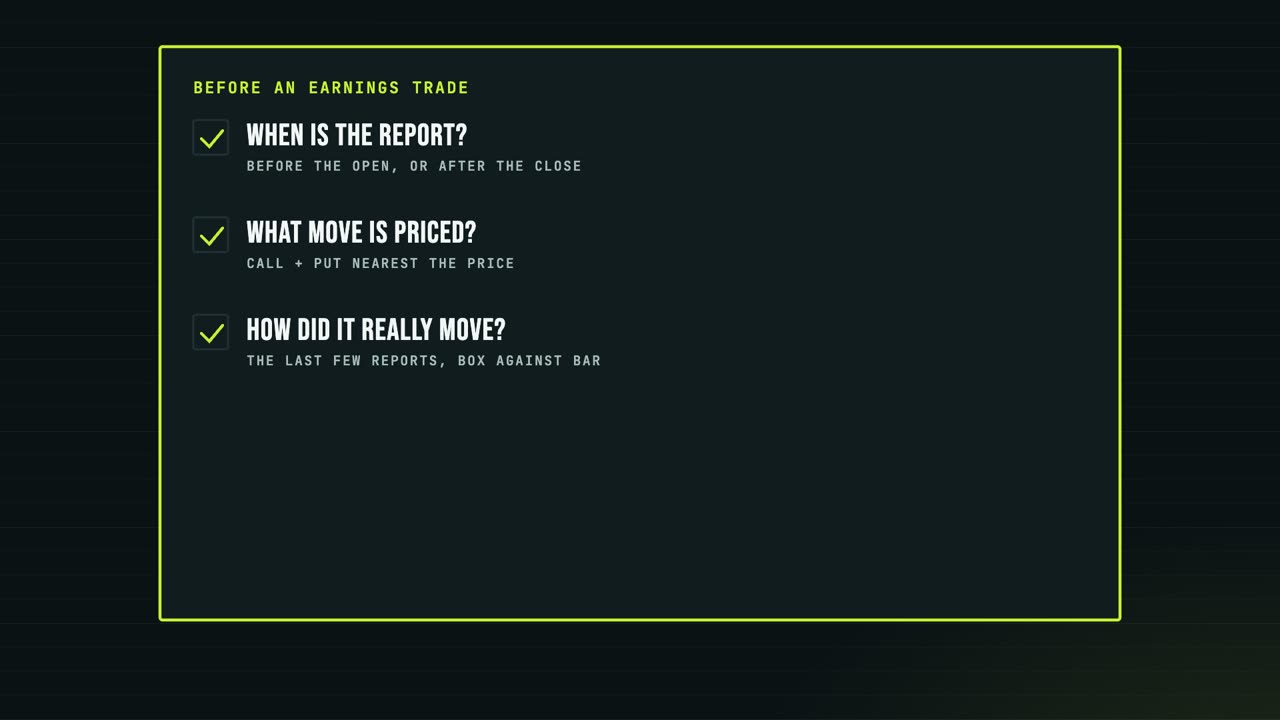 BEFORE AN EARNINGS TRADE
WHEN IS THE REPORT?
BEFORE THE OPEN, OR AFTER THE CLOSE
WHAT MOVE IS PRICED?
CALL + PUT NEAREST THE PRICE
HOW DID IT REALLY MOVE?
THE LAST FEW REPORTS, BOX AGAINST BAR